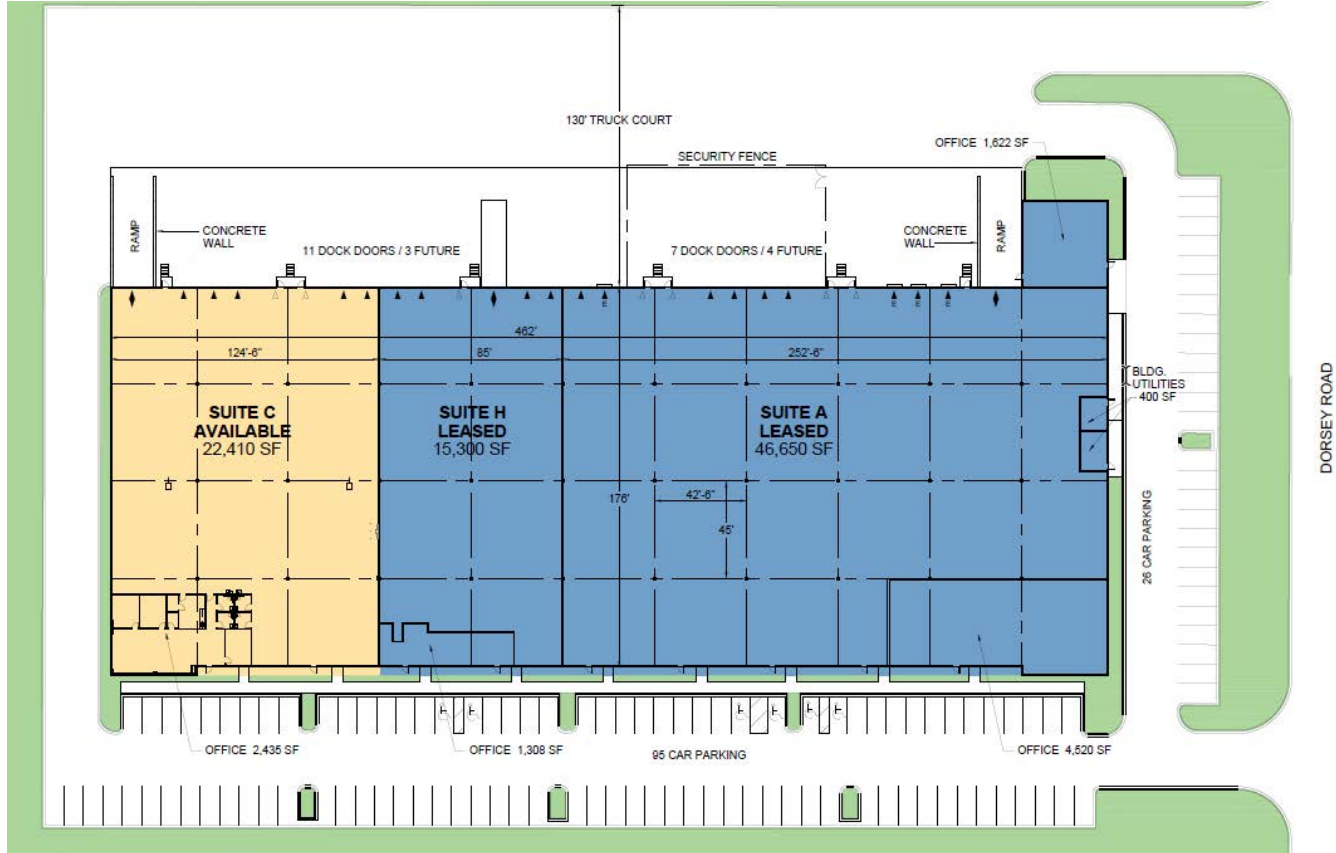 130' TRUCK COURT
OFFICE 1,622 SF
SECURITY FENCE
RAMP
CONCRETE
WALL
11 DOCK DOORS / 3 FUTURE
7 DOCK DOORS / 4 FUTURE
CONCRETE
WALL
RAMP
E
E
E
E
462'
124'-6"
85'
252'-6"
BLDG.
UTILITIES
400 SF
DORSEY ROAD
SUITE C
AVAILABLE
22,410 SF
SUITE H
LEASED
15,300 SF
SUITE A
LEASED
46,650 SF
176'
42'-6"
45'
26 CAR PARKING
OFFICE 2,435 SF
OFFICE 1,308 SF
95 CAR PARKING
OFFICE 4,520 SF